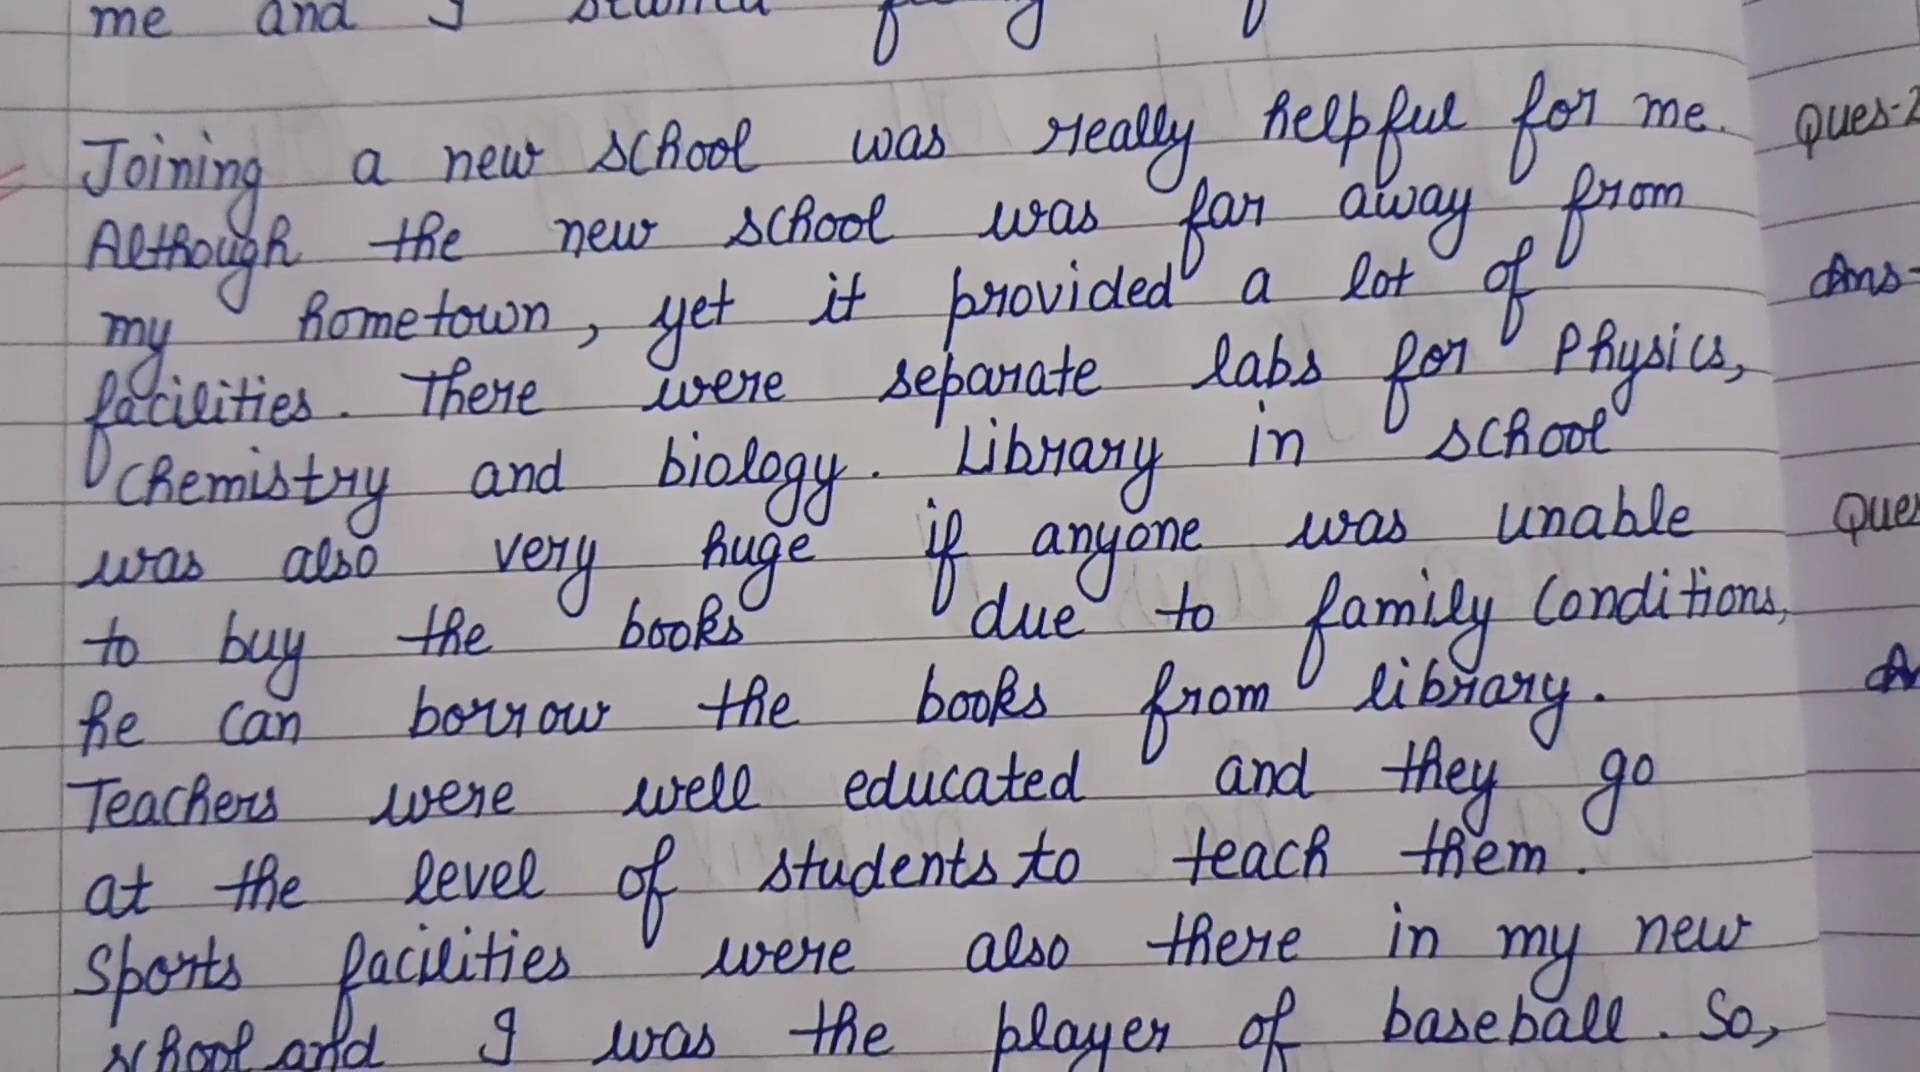 me and I started
Joining a new school was really helpful for me.
Although the new school was far away from
my hometown, yet it provided a lot of
facilities. There were separate labs for Physics,
Chemistry and biology. Library in school
was also very huge if anyone was unable
to buy the books due to family Conditions,
he can borrow the books from library.
Teachers were well educated and they go
at the level of students to teach them.
Sports facilities were also there in my new
school and I was the player of baseball. So,
Ques-2
Ans-
Ques